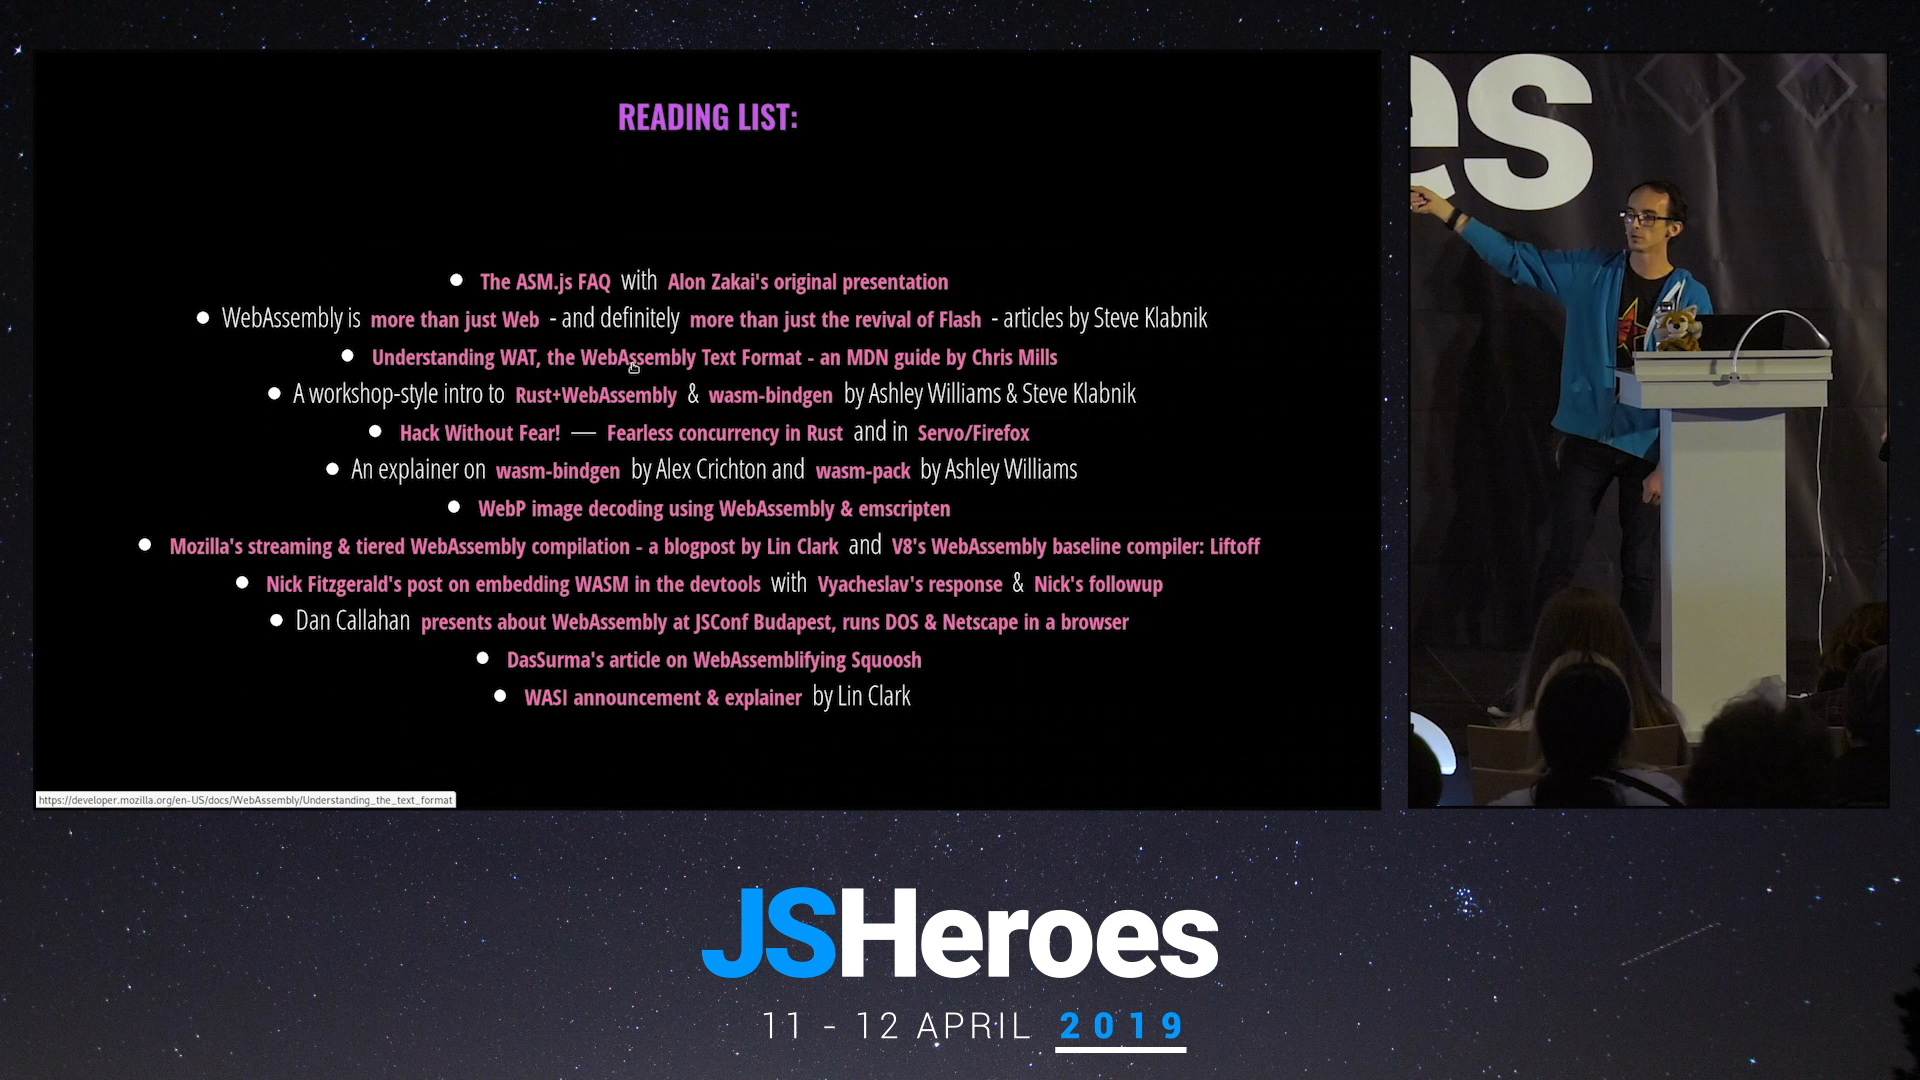 READING LIST:
es
The ASM.js FAQ with Alon Zakai's original presentation
WebAssembly is more than just Web - and definitely more than just the revival of Flash - articles by Steve Klabnik
Understanding WAT, the WebAssembly Text Format - an MDN guide by Chris Mills
A workshop-style intro to Rust+WebAssembly & wasm-bindgen by Ashley Williams & Steve Klabnik
Hack Without Fear! — Fearless concurrency in Rust and in Servo/Firefox
An explainer on wasm-bindgen by Alex Crichton and wasm-pack by Ashley Williams
WebP image decoding using WebAssembly & emscripten
Mozilla's streaming & tiered WebAssembly compilation - a blogpost by Lin Clark and V8's WebAssembly baseline compiler: Liftoff
Nick Fitzgerald's post on embedding WASM in the devtools with Vyacheslav's response & Nick's followup
Dan Callahan presents about WebAssembly at JSConf Budapest, runs DOS & Netscape in a browser
DasSurma's article on WebAssemblifying Squoosh
WASI announcement & explainer by Lin Clark
https://developer.mozilla.org/en-US/docs/WebAssembly/Understanding_the_text_format
JSHeroes
11 - 12 APRIL 2019